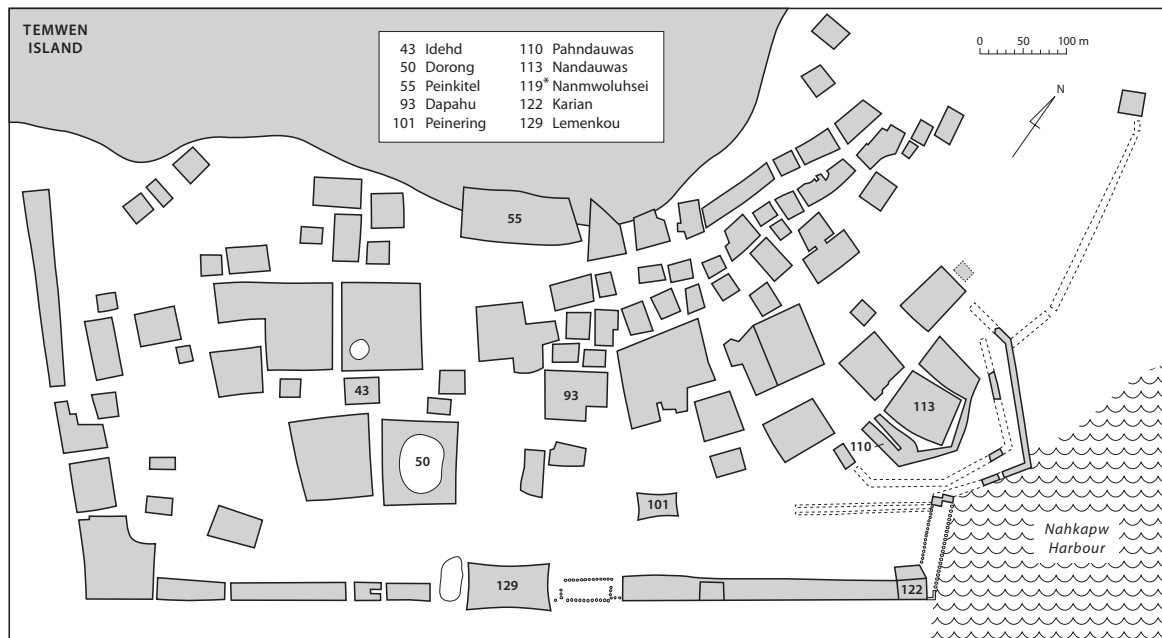 TEMWEN
ISLAND
43 Idehd
50 Dorong
55 Peinkitel
93 Dapahu
101 Peinering
110 Pahndauwas
113 Nandauwas
119* Nanmwoluhsei
122 Karian
129 Lemenkou
0 50 100 m
N
55
43
93
113
110
50
101
129
122
Nahkapw
Harbour